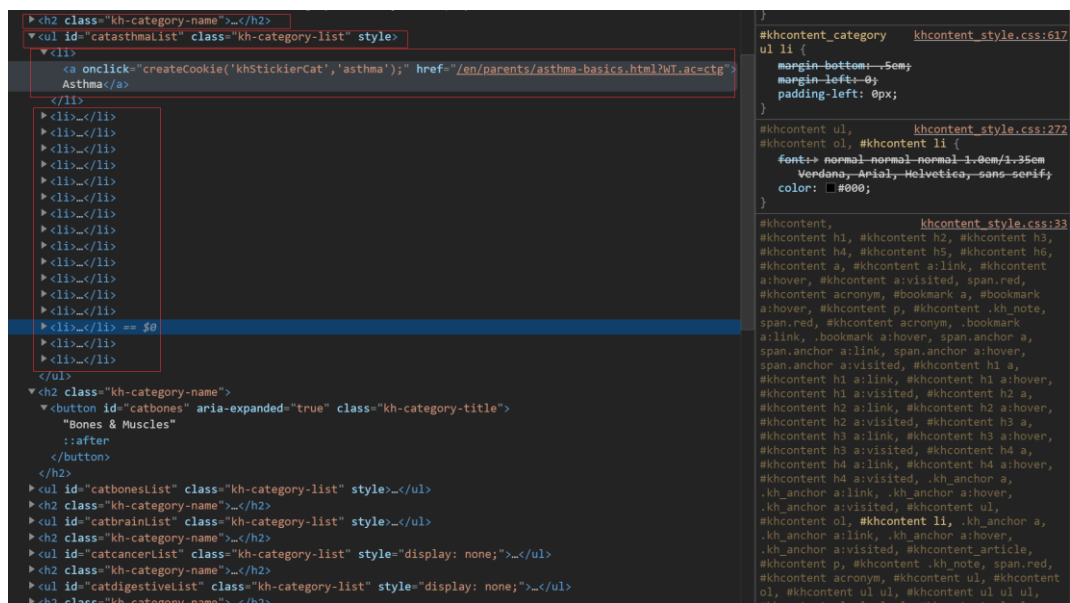 ▶<h2 class="kh-category-name">…</h2>
▼<ul id="catasthmaList" class="kh-category-list" style>
▼<li>
<a onclick="createCookie('khStickierCat','asthma');" href="/en/parents/asthma-basics.html?WT.ac=ctg">
Asthma</a>
</li>
▶<li>…</li>
▶<li>…</li>
▶<li>…</li>
▶<li>…</li>
▶<li>…</li>
▶<li>…</li>
▶<li>…</li>
▶<li>…</li>
▶<li>…</li>
▶<li>…</li>
▶<li>…</li>
▶<li>…</li>
▶<li>…</li>
▶<li>…</li> == $0
▶<li>…</li>
▶<li>…</li>
</ul>
▼<h2 class="kh-category-name">
▼<button id="catbones" aria-expanded="true" class="kh-category-title">
"Bones & Muscles"
::after
</button>
</h2>
▶<ul id="catbonesList" class="kh-category-list" style>…</ul>
▶<h2 class="kh-category-name">…</h2>
▶<ul id="catbrainList" class="kh-category-list" style>…</ul>
▶<h2 class="kh-category-name">…</h2>
▶<ul id="catcancerList" class="kh-category-list" style="display: none;">…</ul>
▶<h2 class="kh-category-name">…</h2>
▶<ul id="catdigestiveList" class="kh-category-list" style="display: none;">…</ul>
▶<h2 class="kh-category-name">…</h2>
}
#khcontent_category khcontent_style.css:617
ul li {
margin-bottom: .5em;
margin-left: 0;
padding-left: 0px;
}
#khcontent ul, khcontent_style.css:272
#khcontent ol, #khcontent li {
font:▶ normal normal normal 1.0em/1.35em
Verdana, Arial, Helvetica, sans-serif;
color: #000;
}
#khcontent, khcontent_style.css:33
#khcontent h1, #khcontent h2, #khcontent h3,
#khcontent h4, #khcontent h5, #khcontent h6,
#khcontent a, #khcontent a:link, #khcontent
a:hover, #khcontent a:visited, span.red,
#khcontent acronym, #bookmark a, #bookmark
a:hover, #khcontent p, #khcontent .kh_note,
span.red, #khcontent acronym, .bookmark
a:link, .bookmark a:hover, span.anchor a,
span.anchor a:link, span.anchor a:hover,
span.anchor a:visited, #khcontent h1 a,
#khcontent h1 a:link, #khcontent h1 a:hover,
#khcontent h1 a:visited, #khcontent h2 a,
#khcontent h2 a:link, #khcontent h2 a:hover,
#khcontent h2 a:visited, #khcontent h3 a,
#khcontent h3 a:link, #khcontent h3 a:hover,
#khcontent h3 a:visited, #khcontent h4 a,
#khcontent h4 a:link, #khcontent h4 a:hover,
#khcontent h4 a:visited, .kh_anchor a,
.kh_anchor a:link, .kh_anchor a:hover,
.kh_anchor a:visited, #khcontent ul,
#khcontent ol, #khcontent li, .kh_anchor a,
.kh_anchor a:link, .kh_anchor a:hover,
.kh_anchor a:visited, #khcontent_article,
#khcontent p, #khcontent .kh_note, span.red,
#khcontent acronym, #khcontent ul, #khcontent
ol, #khcontent ul ul, #khcontent ul ul ul,